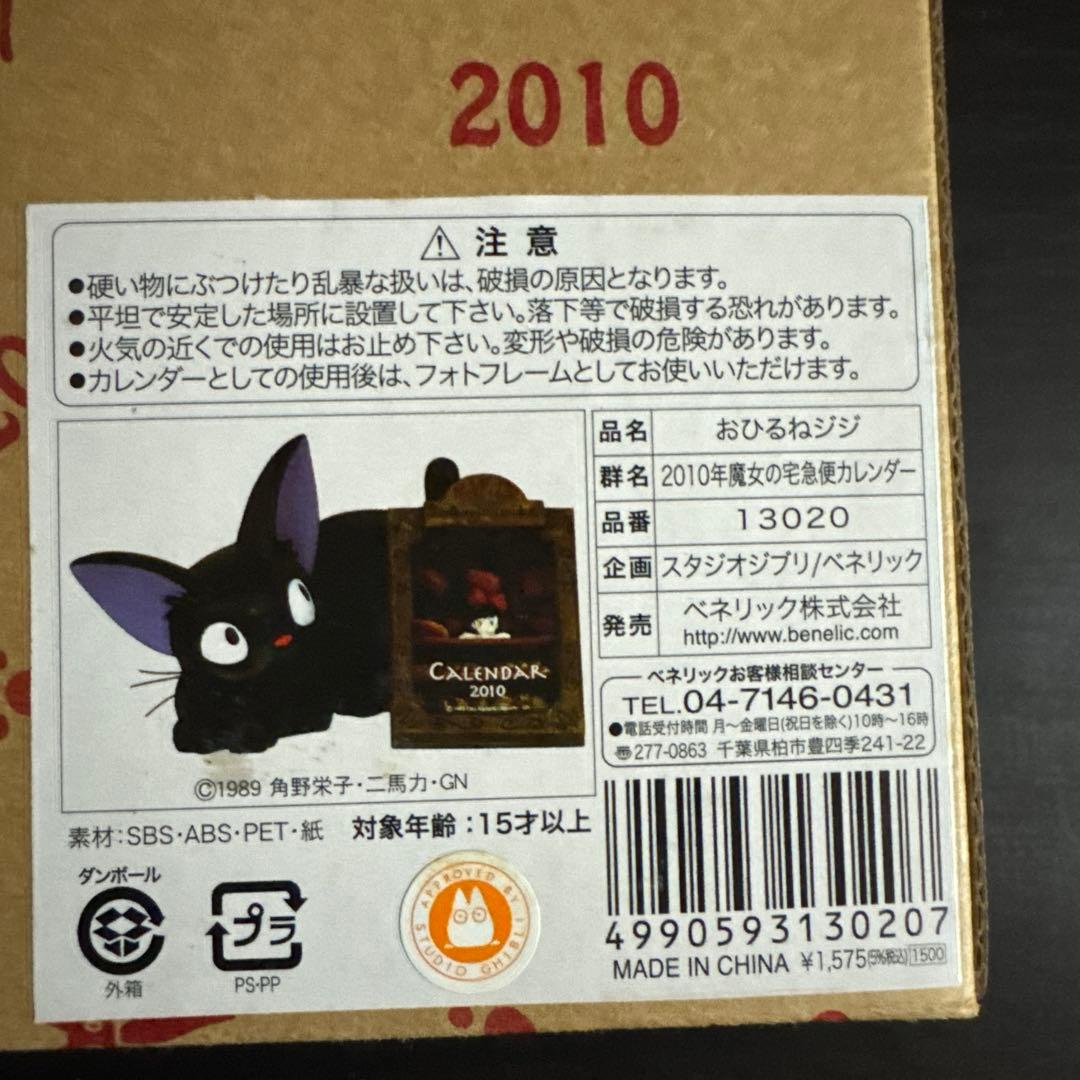 2010
⚠ 注意
●硬い物にぶつけたり乱暴な扱いは、破損の原因となります。
●平坦で安定した場所に設置して下さい。落下等で破損する恐れがあります。
●火気の近くでの使用はお止め下さい。変形や破損の危険があります。
●カレンダーとしての使用後は、フォトフレームとしてお使いいただけます。
品名 おひるねジジ
群名 2010年魔女の宅急便カレンダー
品番 13020
企画 スタジオジブリ/ベネリック
発売 ベネリック株式会社
http://www.benelic.com
ベネリックお客様相談センター
TEL.04-7146-0431
●電話受付時間 月～金曜日(祝日を除く)10時～16時
〠277-0863 千葉県柏市豊四季241-22
CALENDAR
2010
©1989 角野栄子・二馬力・GN
素材:SBS・ABS・PET・紙 対象年齢:15才以上
ダンボール
外箱
プラ
PS・PP
APPROVED BY
STUDIO GHIBLI
4990593130207
MADE IN CHINA ¥1,575(5%税込) 1500